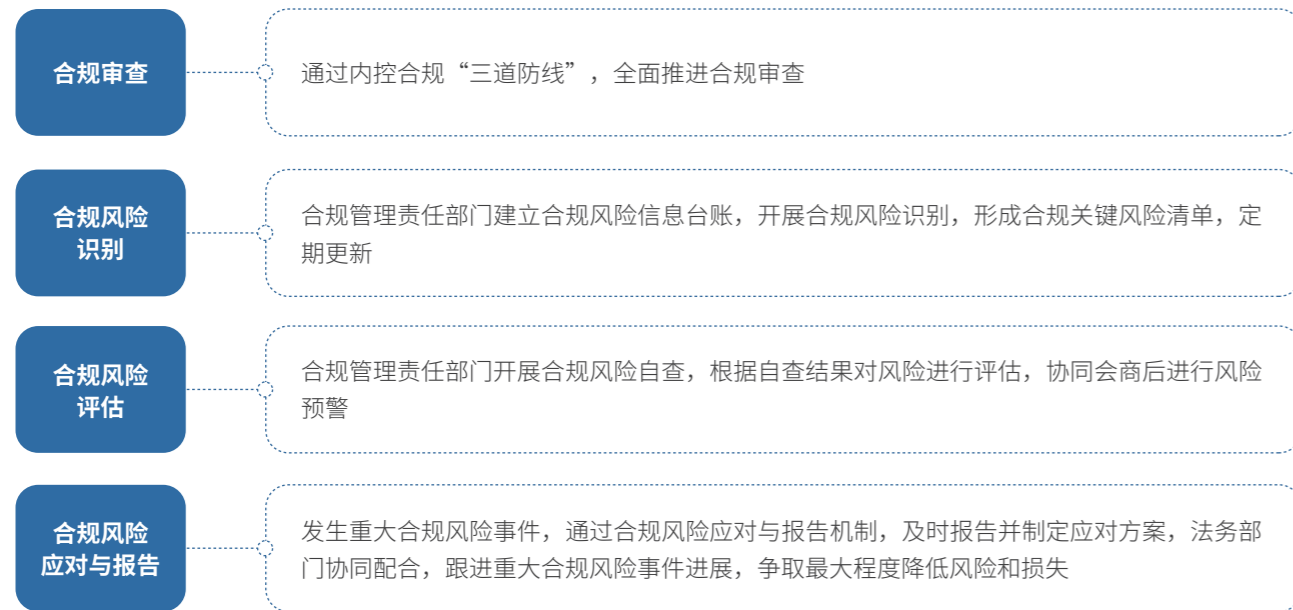 合规审查
通过内控合规“三道防线”，全面推进合规审查
合规风险
识别
合规管理责任部门建立合规风险信息台账，开展合规风险识别，形成合规关键风险清单，定
期更新
合规风险
评估
合规管理责任部门开展合规风险自查，根据自查结果对风险进行评估，协同会商后进行风险
预警
合规风险
应对与报告
发生重大合规风险事件，通过合规风险应对与报告机制，及时报告并制定应对方案，法务部
门协同配合，跟进重大合规风险事件进展，争取最大程度降低风险和损失